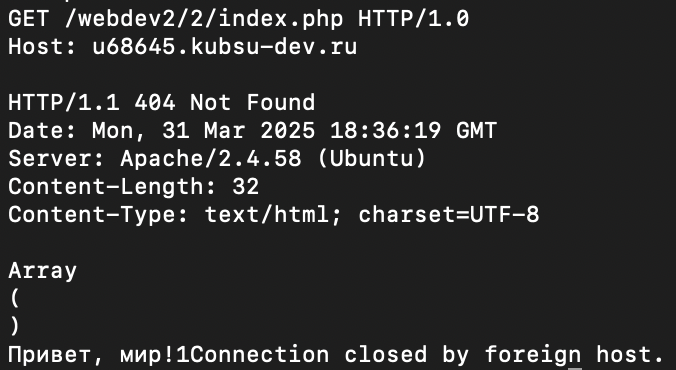 GET /webdev2/2/index.php HTTP/1.0
Host: u68645.kubsu-dev.ru
HTTP/1.1 404 Not Found
Date: Mon, 31 Mar 2025 18:36:19 GMT
Server: Apache/2.4.58 (Ubuntu)
Content-Length: 32
Content-Type: text/html; charset=UTF-8
Array
(
)
Привет, мир!1Connection closed by foreign host.